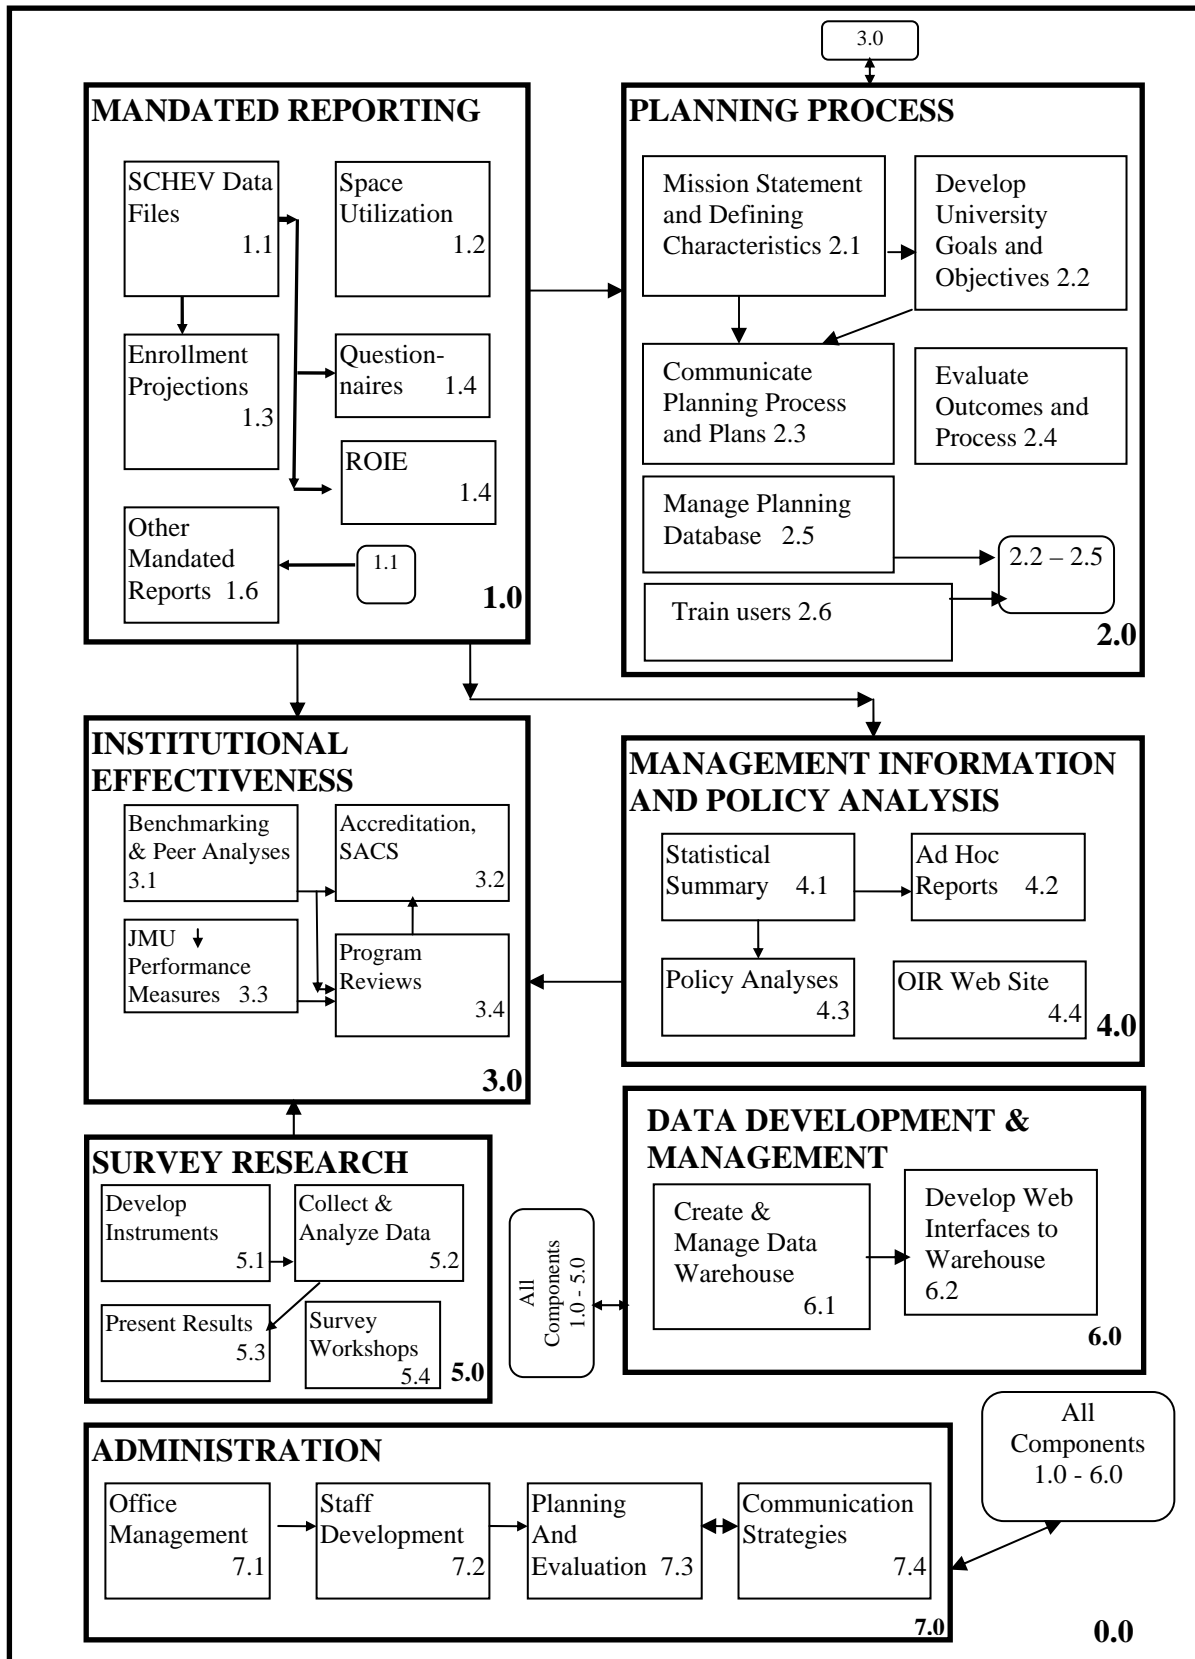 3.0
MANDATED REPORTING
SCHEV Data
Files
1.1
Space
Utilization
1.2
Enrollment
Projections
1.3
Question-
naires 1.4
ROIE
1.4
Other
Mandated
Reports 1.6
1.1
1.0
PLANNING PROCESS
Mission Statement
and Defining
Characteristics 2.1
Develop
University
Goals and
Objectives 2.2
Communicate
Planning Process
and Plans 2.3
Evaluate
Outcomes and
Process 2.4
Manage Planning
Database 2.5
2.2 – 2.5
Train users 2.6
2.0
INSTITUTIONAL
EFFECTIVENESS
Benchmarking
& Peer Analyses
3.1
Accreditation,
SACS
3.2
JMU
Performance
Measures 3.3
Program
Reviews
3.4
3.0
MANAGEMENT INFORMATION
AND POLICY ANALYSIS
Statistical
Summary 4.1
Ad Hoc
Reports 4.2
Policy Analyses
4.3
OIR Web Site
4.4
4.0
SURVEY RESEARCH
Develop
Instruments
5.1
Collect &
Analyze Data
5.2
Present Results
5.3
Survey
Workshops
5.4
5.0
All
Components
1.0 - 5.0
DATA DEVELOPMENT &
MANAGEMENT
Create &
Manage Data
Warehouse
6.1
Develop Web
Interfaces to
Warehouse
6.2
6.0
ADMINISTRATION
Office
Management
7.1
Staff
Development
7.2
Planning
And
Evaluation 7.3
Communication
Strategies
7.4
7.0
All
Components
1.0 - 6.0
0.0